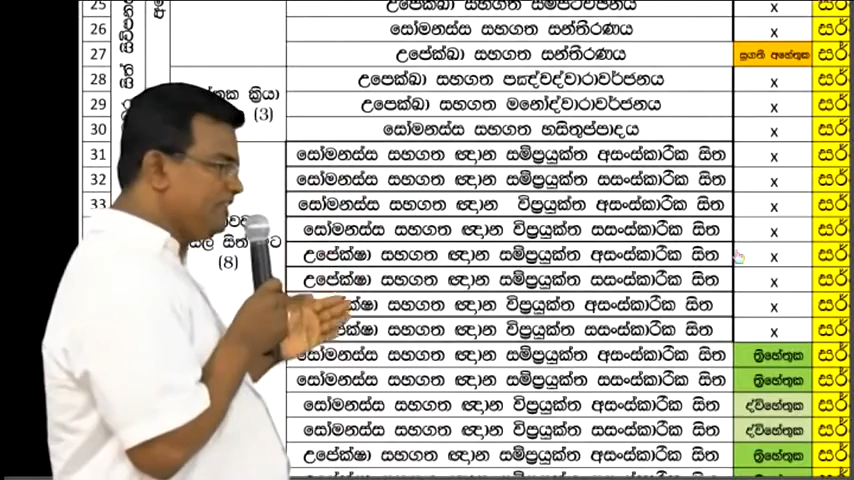 25 උපෙක්ඛා සහගත සම්පටිච්ඡනය x සර්
26 සෝමනස්ස සහගත සන්තීරණය x සර්
27 උපේක්ඛා සහගත සන්තීරණය සුගති අහේතුක සර්
28 උපෙක්ඛා සහගත පඤ්චද්වාරාවර්ජනය x සර්
29 ක්‍රියා (3) උපෙක්ඛා සහගත මනෝද්වාරාවර්ජනය x සර්
30 සෝමනස්ස සහගත හසිතුප්පාදය x සර්
31 සෝමනස්ස සහගත ඥාන සම්ප්‍රයුක්ත අසංස්කාරික සිත x සර්
32 සෝමනස්ස සහගත ඥාන සම්ප්‍රයුක්ත සසංස්කාරික සිත x සර්
33 සෝමනස්ස සහගත ඥාන විප්‍රයුක්ත අසංස්කාරික සිත x සර්
සෝමනස්ස සහගත ඥාන විප්‍රයුක්ත සසංස්කාරික සිත x සර්
(8) උපේක්ෂා සහගත ඥාන සම්ප්‍රයුක්ත අසංස්කාරික සිත x සර්
උපේක්ෂා සහගත ඥාන සම්ප්‍රයුක්ත සසංස්කාරික සිත x සර්
සහගත ඥාන විප්‍රයුක්ත අසංස්කාරික සිත x සර්
සහගත ඥාන විප්‍රයුක්ත සසංස්කාරික සිත x සර්
සෝමනස්ස සහගත ඥාන සම්ප්‍රයුක්ත අසංස්කාරික සිත ත්‍රිහේතුක සර්
සෝමනස්ස සහගත ඥාන සම්ප්‍රයුක්ත සසංස්කාරික සිත ත්‍රිහේතුක සර්
සෝමනස්ස සහගත ඥාන විප්‍රයුක්ත අසංස්කාරික සිත ද්විහේතුක සර්
සෝමනස්ස සහගත ඥාන විප්‍රයුක්ත සසංස්කාරික සිත ද්විහේතුක සර්
උපේක්ෂා සහගත ඥාන සම්ප්‍රයුක්ත අසංස්කාරික සිත ත්‍රිහේතුක සර්